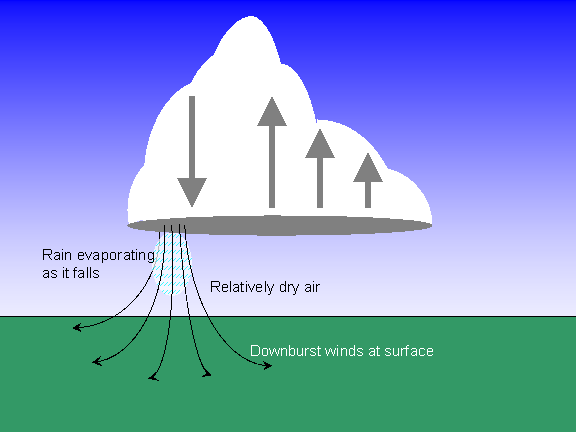 Rain evaporating
as it falls
Relatively dry air
Downburst winds at surface